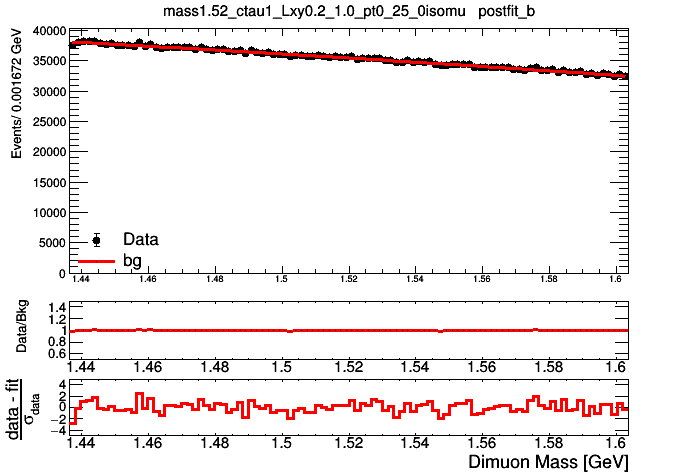 mass1.52_ctau1_Lxy0.2_1.0_pt0_25_0isomu postfit_b
Events/ 0.001672 GeV
40000
35000
30000
25000
20000
15000
10000
5000
0
Data
bg
1.44 1.46 1.48 1.5 1.52 1.54 1.56 1.58 1.6
Data/Bkg
1.4
1.2
1
0.8
0.6
1.44 1.46 1.48 1.5 1.52 1.54 1.56 1.58 1.6
data - fit
σdata
4
2
0
−2
−4
1.44 1.46 1.48 1.5 1.52 1.54 1.56 1.58 1.6
Dimuon Mass [GeV]